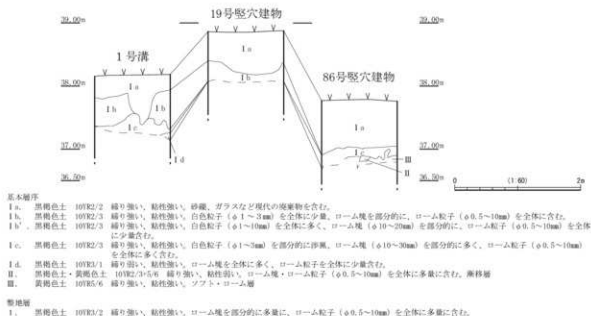 39.00m
19号竪穴建物
39.00m
1号溝
Ⅰa
38.00m
Ⅰa
Ⅰb
86号竪穴建物
38.00m
Ⅰb
Ⅰb
Ⅰc
Ⅰa
37.00m
Ⅰd
37.00m
Ⅰc
Ⅲ
Ⅱ
36.50m
36.50m
0 (1:60) 2m
基本層序
Ⅰa. 黒褐色土 10YR2/2 締り強い、粘性強い。砂礫、ガラスなど現代の廃棄物を含む。
Ⅰb. 黒褐色土 10YR2/3 締り強い、粘性強い。白色粒子（φ1～3mm）を全体に少量、ローム塊を部分的に、ローム粒子（φ0.5～10mm）を全体に含む。
Ⅰb'. 黒褐色土 10YR2/3 締り強い、粘性強い。白色粒子（φ1～10mm）を全体に多く、ローム塊（φ10～20mm）を部分的に、ローム粒子（φ0.5～10mm）を全体
に少量含む。
Ⅰc. 黒褐色土 10YR2/3 締り強い、粘性強い。白色粒子（φ1～3mm）を部分的に、ローム塊（φ10～30mm）を部分的に多く、ローム粒子（φ0.5～10mm）
を全体に多く含む。
Ⅰd. 黒褐色土 10YR3/1 締り弱い、粘性強い。ローム塊を全体に多く、ローム粒子を全体に少量含む。
Ⅱ. 黒褐色土・黄褐色土 10YR2/3+5/6 締り強い、粘性弱い。ローム塊・ローム粒子（φ0.5～10mm）を全体に多量に含む。漸移層
Ⅲ. 黄褐色土 10YR5/6 締り強い、粘性強い。ソフト・ローム層
整地層
1. 黒褐色土 10YR3/2 締り強い、粘性強い。ローム塊を部分的に多量に、ローム粒子（φ0.5～10mm）を全体に多量に含む。